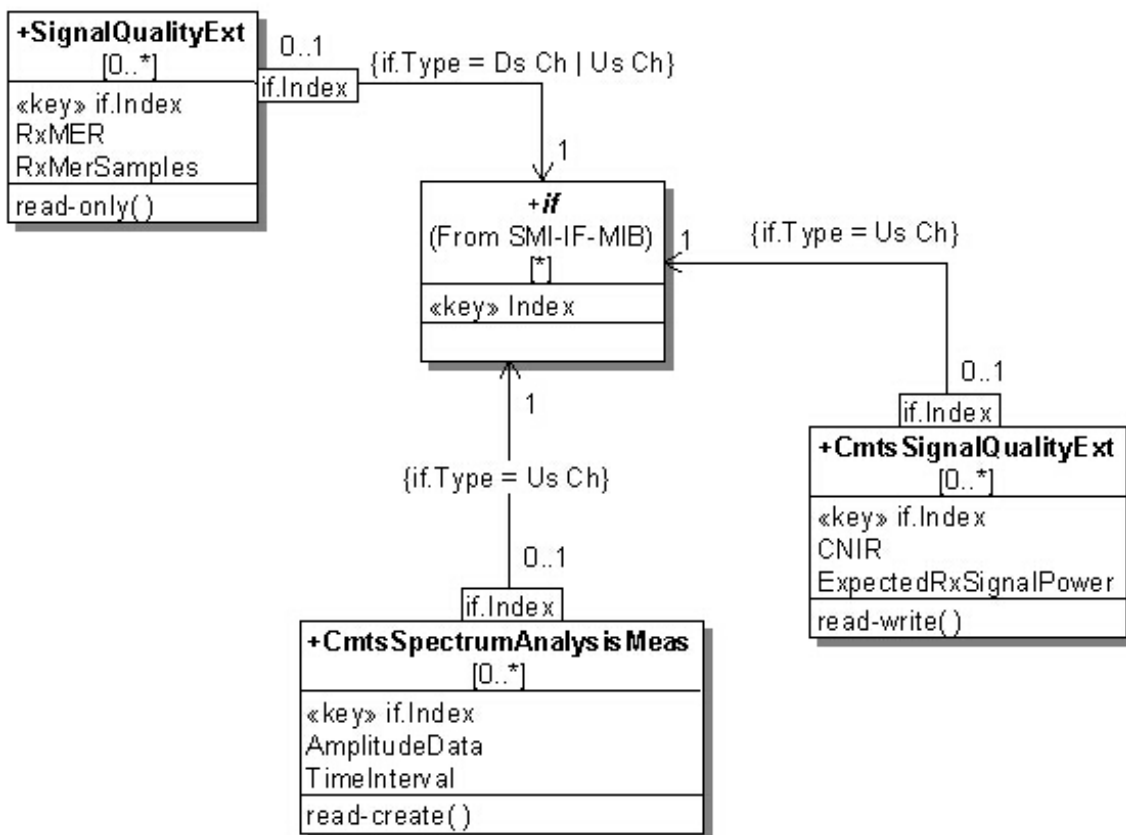 +SignalQualityExt
[0..*]
«key» if.Index
RxMER
RxMerSamples
read-only()
0..1
if.Index
{if.Type = Ds Ch | Us Ch}
1
+if
(From SMI-IF-MIB)
[*]
«key» Index
1
{if.Type = Us Ch}
0..1
if.Index
+CmtsSignalQualityExt
[0..*]
«key» if.Index
CNIR
ExpectedRxSignalPower
read-write()
1
{if.Type = Us Ch}
0..1
if.Index
+CmtsSpectrumAnalysisMeas
[0..*]
«key» if.Index
AmplitudeData
TimeInterval
read-create()